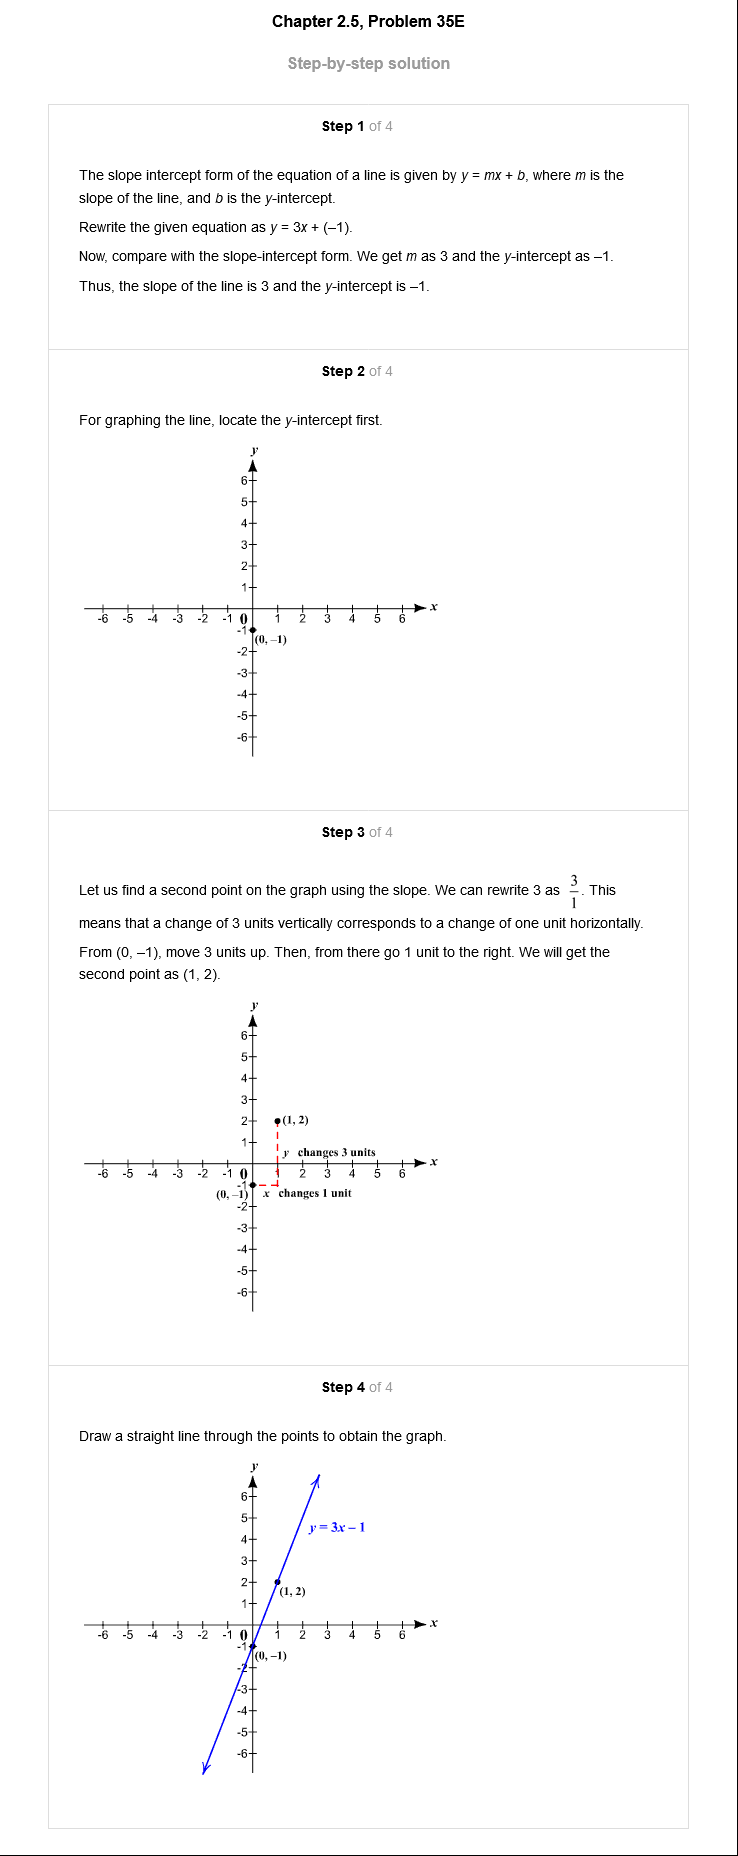 Chapter 2.5, Problem 35E
Step-by-step solution
Step 1 of 4
The slope intercept form of the equation of a line is given by y = mx + b, where m is the
slope of the line, and b is the y-intercept.
Rewrite the given equation as y = 3x + (–1).
Now, compare with the slope-intercept form. We get m as 3 and the y-intercept as –1.
Thus, the slope of the line is 3 and the y-intercept is –1.
Step 2 of 4
For graphing the line, locate the y-intercept first.
y
6
5
4
3
2
1
x
-6 -5 -4 -3 -2 -1 0 1 2 3 4 5 6
-1
(0, –1)
-2
-3
-4
-5
-6
Step 3 of 4
Let us find a second point on the graph using the slope. We can rewrite 3 as 3/1. This
means that a change of 3 units vertically corresponds to a change of one unit horizontally.
From (0, –1), move 3 units up. Then, from there go 1 unit to the right. We will get the
second point as (1, 2).
y
6
5
4
3
2 (1, 2)
1
y changes 3 units
x
-6 -5 -4 -3 -2 -1 0 1 2 3 4 5 6
-1
(0, –1) x changes 1 unit
-2
-3
-4
-5
-6
Step 4 of 4
Draw a straight line through the points to obtain the graph.
y
6
5
y = 3x – 1
4
3
2
(1, 2)
1
x
-6 -5 -4 -3 -2 -1 0 1 2 3 4 5 6
-1
(0, –1)
-2
-3
-4
-5
-6